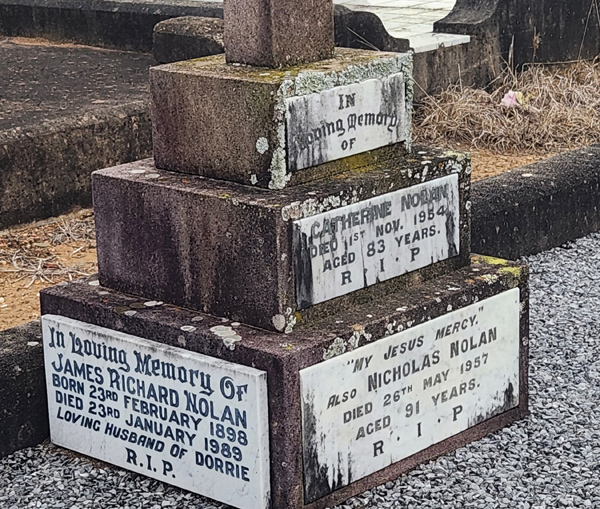 IN
Loving Memory
OF
CATHERINE NOLAN
DIED 1ST NOV. 1954
AGED 83 YEARS.
R I P
"MY JESUS MERCY."
ALSO NICHOLAS NOLAN
DIED 26TH MAY 1957
AGED 91 YEARS.
R . I . P
In Loving Memory Of
JAMES RICHARD NOLAN
BORN 23RD FEBRUARY 1898
DIED 23RD JANUARY 1989
LOVING HUSBAND OF DORRIE
R.I.P.